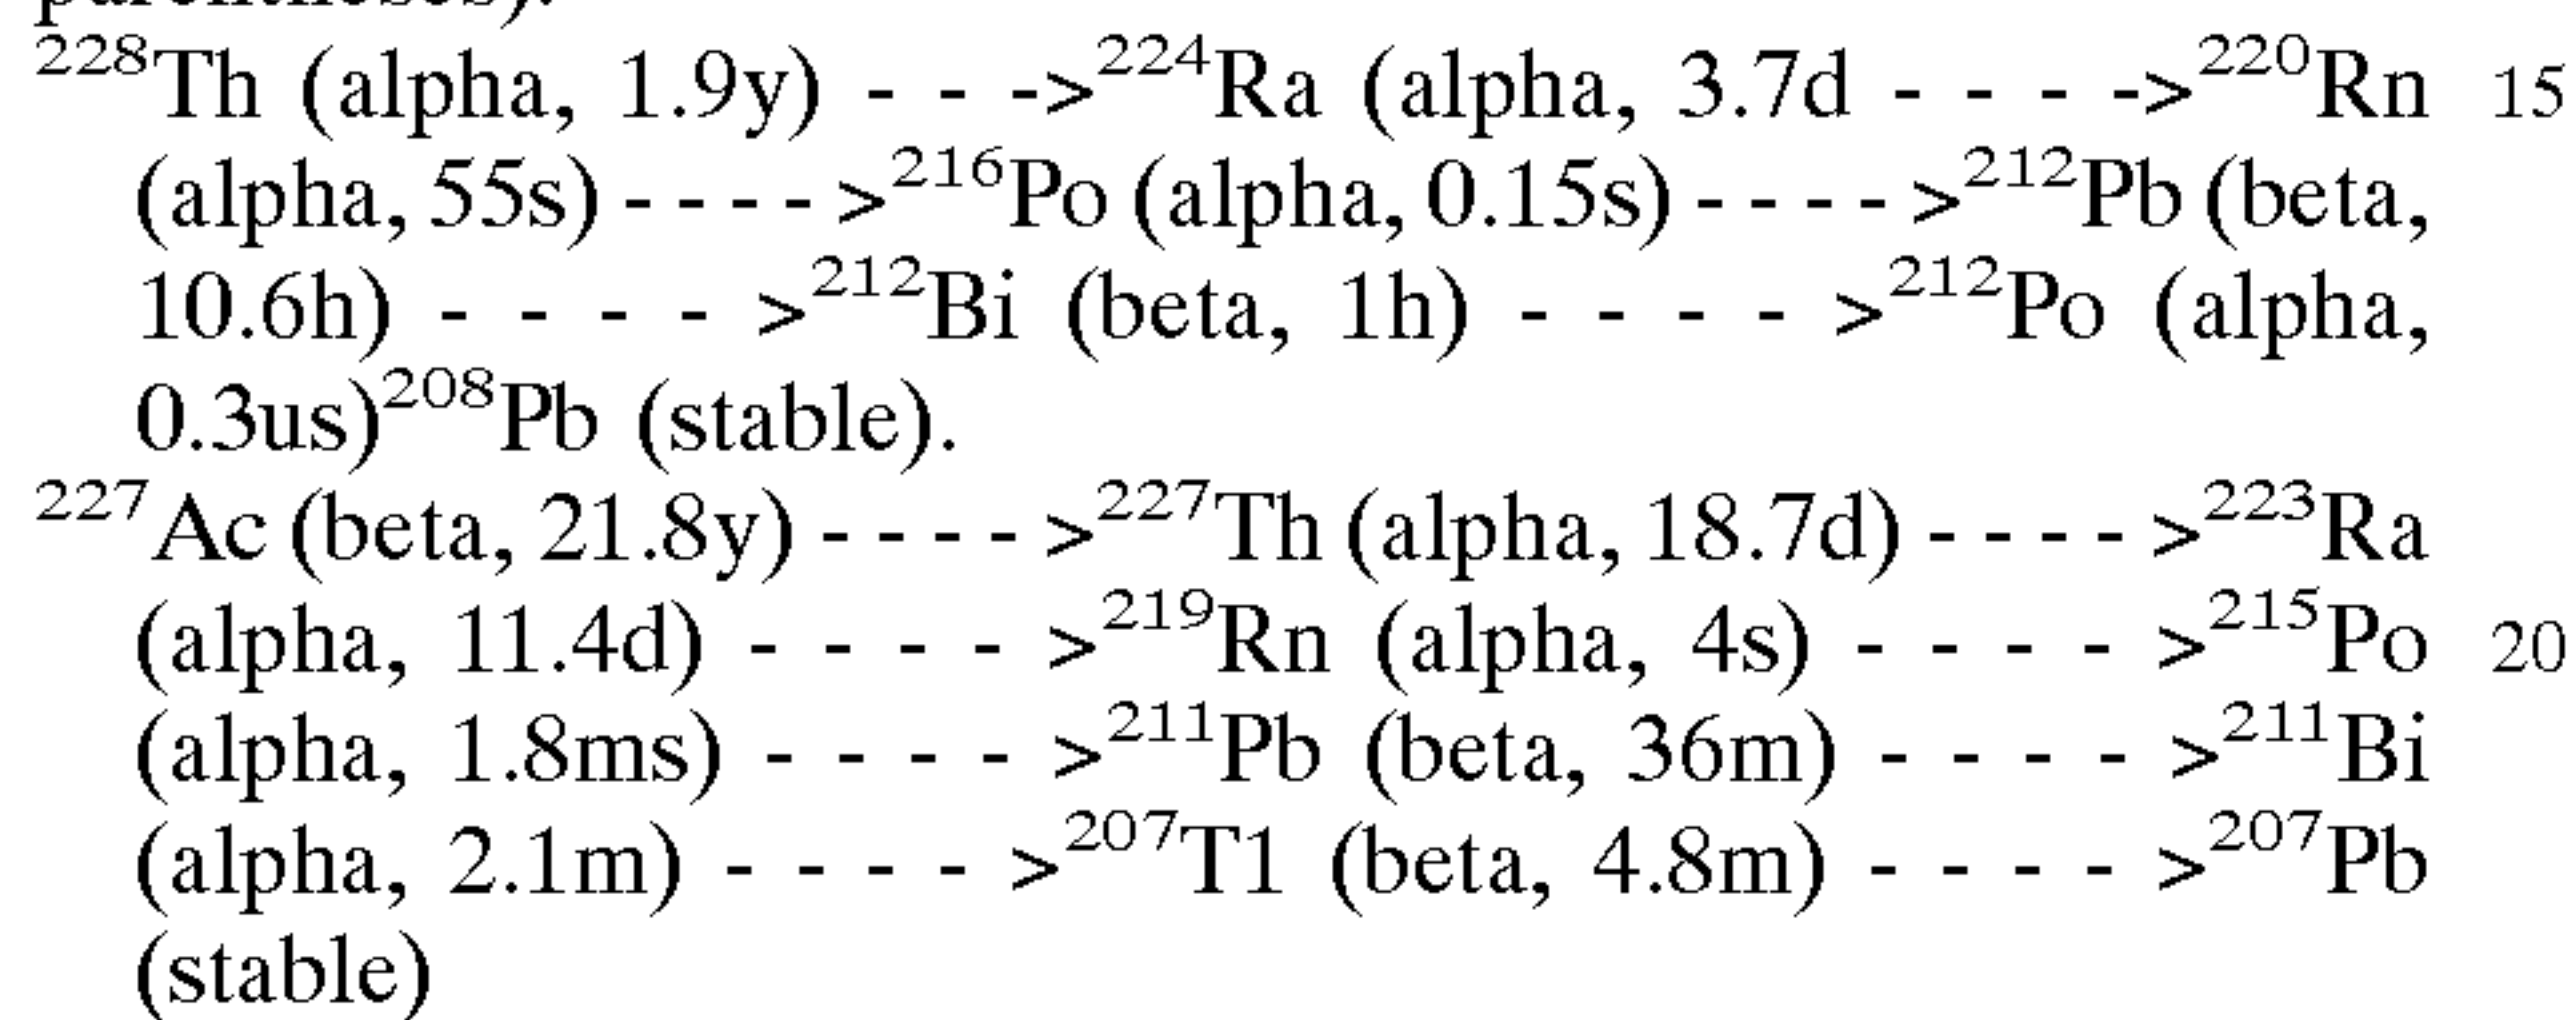 parentheses).
²²⁸Th (alpha, 1.9y) - - -> ²²⁴Ra (alpha, 3.7d - - - -> ²²⁰Rn 15
(alpha, 55s) - - - - > ²¹⁶Po (alpha, 0.15s) - - - - > ²¹²Pb (beta,
10.6h) - - - - > ²¹²Bi (beta, 1h) - - - - > ²¹²Po (alpha,
0.3us)²⁰⁸Pb (stable).
²²⁷Ac (beta, 21.8y) - - - - > ²²⁷Th (alpha, 18.7d) - - - - > ²²³Ra
(alpha, 11.4d) - - - - > ²¹⁹Rn (alpha, 4s) - - - - > ²¹⁵Po 20
(alpha, 1.8ms) - - - - > ²¹¹Pb (beta, 36m) - - - - > ²¹¹Bi
(alpha, 2.1m) - - - - > ²⁰⁷T1 (beta, 4.8m) - - - - > ²⁰⁷Pb
(stable)